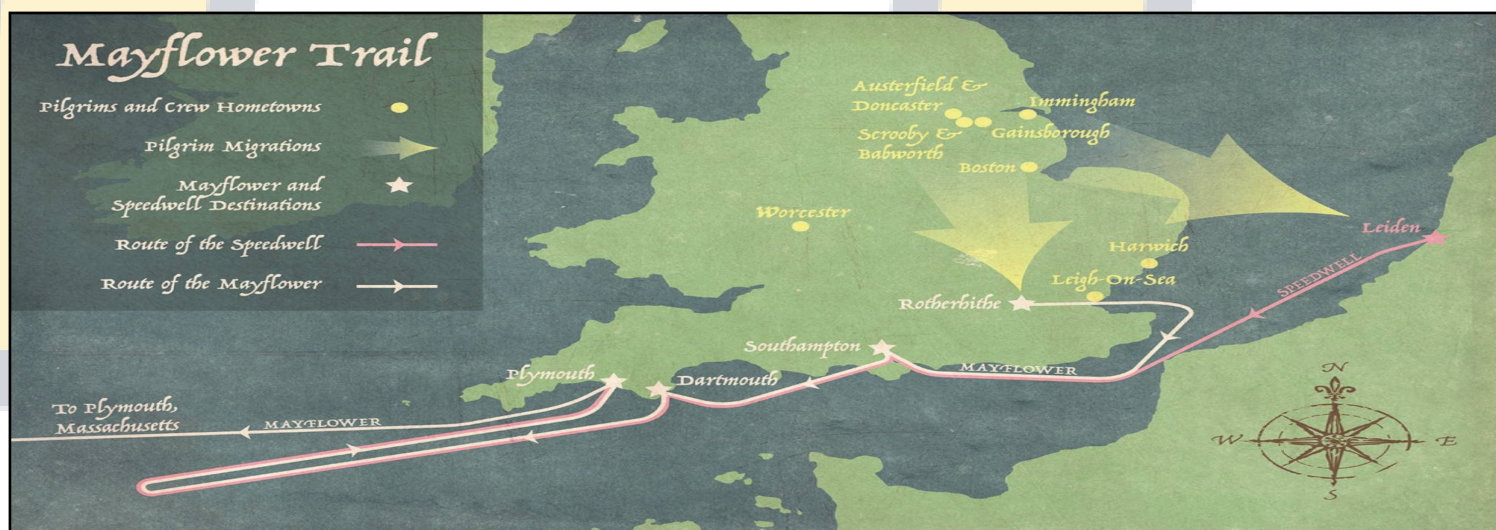 Mayflower Trail
Pilgrims and Crew Hometowns
Pilgrim Migrations
Mayflower and
Speedwell Destinations
Route of the Speedwell
Route of the Mayflower
Austerfield &
Doncaster
Immingham
Scrooby &
Babworth
Gainsborough
Boston
Worcester
Harwich
Leigh-On-Sea
Leiden
SPEEDWELL
Rotherhithe
Southampton
MAYFLOWER
Plymouth
Dartmouth
To Plymouth,
Massachusetts
MAYFLOWER
N
W
E
S